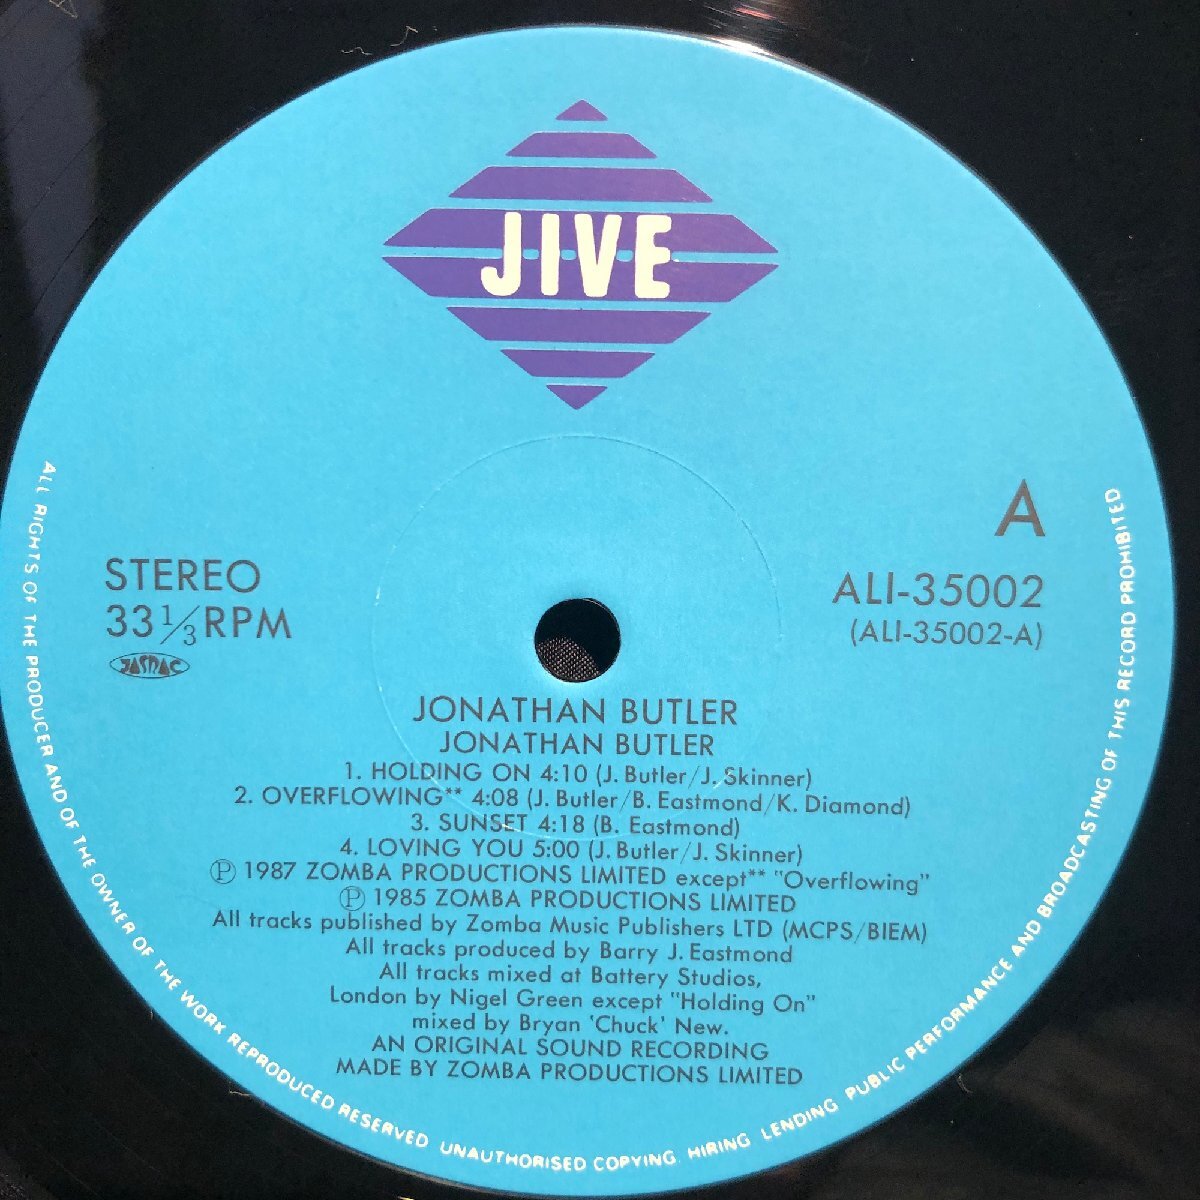 JIVE
A
STEREO
33 1/3 RPM
JASRAC
ALI-35002
(ALI-35002-A)
JONATHAN BUTLER
JONATHAN BUTLER
1. HOLDING ON 4:10 (J. Butler/J. Skinner)
2. OVERFLOWING** 4:08 (J. Butler/B. Eastmond/K. Diamond)
3. SUNSET 4:18 (B. Eastmond)
4. LOVING YOU 5:00 (J. Butler/J. Skinner)
Ⓟ 1987 ZOMBA PRODUCTIONS LIMITED except** "Overflowing"
Ⓟ 1985 ZOMBA PRODUCTIONS LIMITED
All tracks published by Zomba Music Publishers LTD (MCPS/BIEM)
All tracks produced by Barry J. Eastmond
All tracks mixed at Battery Studios,
London by Nigel Green except "Holding On"
mixed by Bryan 'Chuck' New.
AN ORIGINAL SOUND RECORDING
MADE BY ZOMBA PRODUCTIONS LIMITED
ALL RIGHTS OF THE PRODUCER AND OF THE OWNER OF THE WORK REPRODUCED RESERVED UNAUTHORISED COPYING. HIRING LENDING PUBLIC PERFORMANCE AND BROADCASTING OF THIS RECORD PROHIBITED